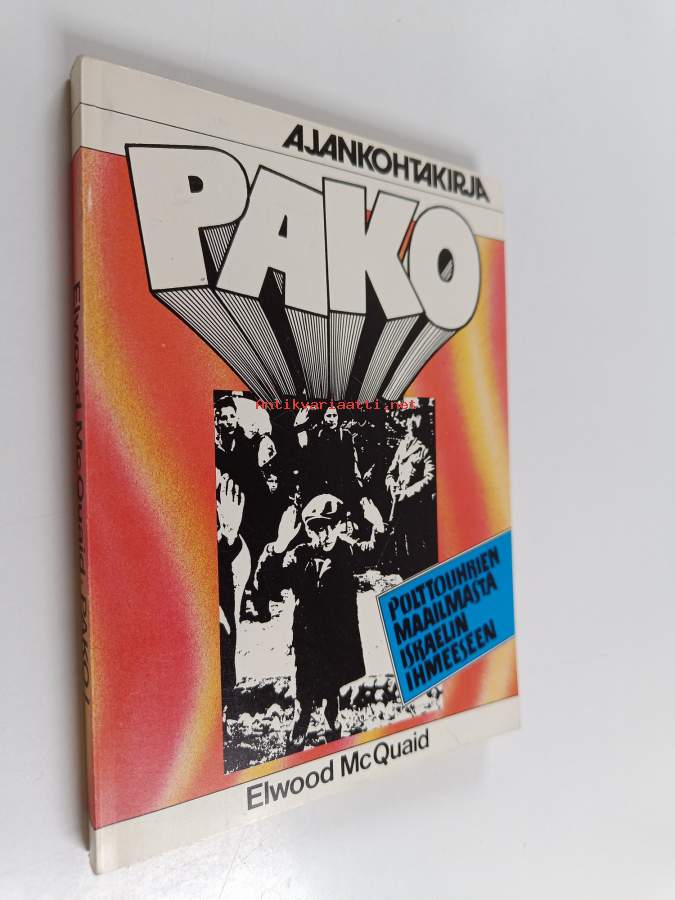 AJANKOHTAKIRJA
PAKO
Antikvariaatti.net
POLTTOUHRIEN
MAAILMASTA
ISRAELIN
IHMEESEEN
Elwood McQuaid
Elwood McQuaid PAKO